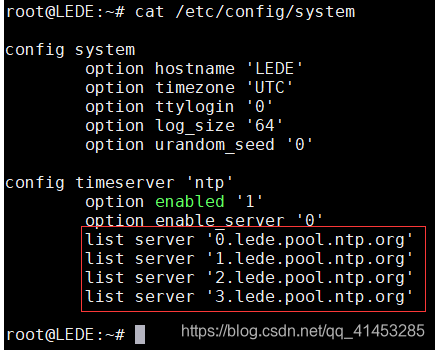 root@LEDE:~# cat /etc/config/system
config system
option hostname 'LEDE'
option timezone 'UTC'
option ttylogin '0'
option log_size '64'
option urandom_seed '0'
config timeserver 'ntp'
option enabled '1'
option enable_server '0'
list server '0.lede.pool.ntp.org'
list server '1.lede.pool.ntp.org'
list server '2.lede.pool.ntp.org'
list server '3.lede.pool.ntp.org'
root@LEDE:~#
https://blog.csdn.net/qq_41453285